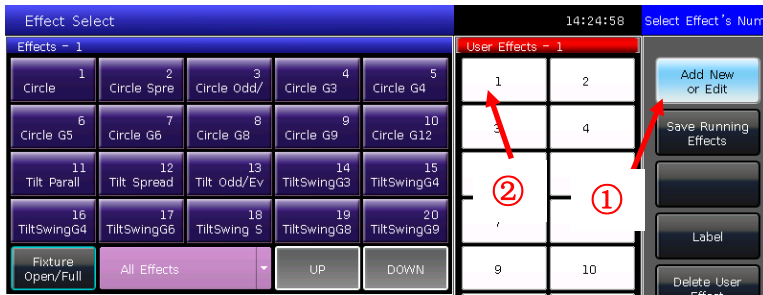 Effect Select
14:24:58
Select Effect's Num
Effects - 1
User Effects - 1
1
Circle
2
Circle Spre
3
Circle Odd/
4
Circle G3
5
Circle G4
6
Circle G5
7
Circle G6
8
Circle G8
9
Circle G9
10
Circle G12
11
Tilt Parall
12
Tilt Spread
13
Tilt Odd/Ev
14
TiltSwingG3
15
TiltSwingG4
16
TiltSwingG4
17
TiltSwingG6
18
TiltSwing S
19
TiltSwingG8
20
TiltSwingG9
Fixture
Open/Full
All Effects
UP
DOWN
1
2
3
4
②
①
7
9
10
Add New
or Edit
Save Running
Effects
Label
Delete User
Effect